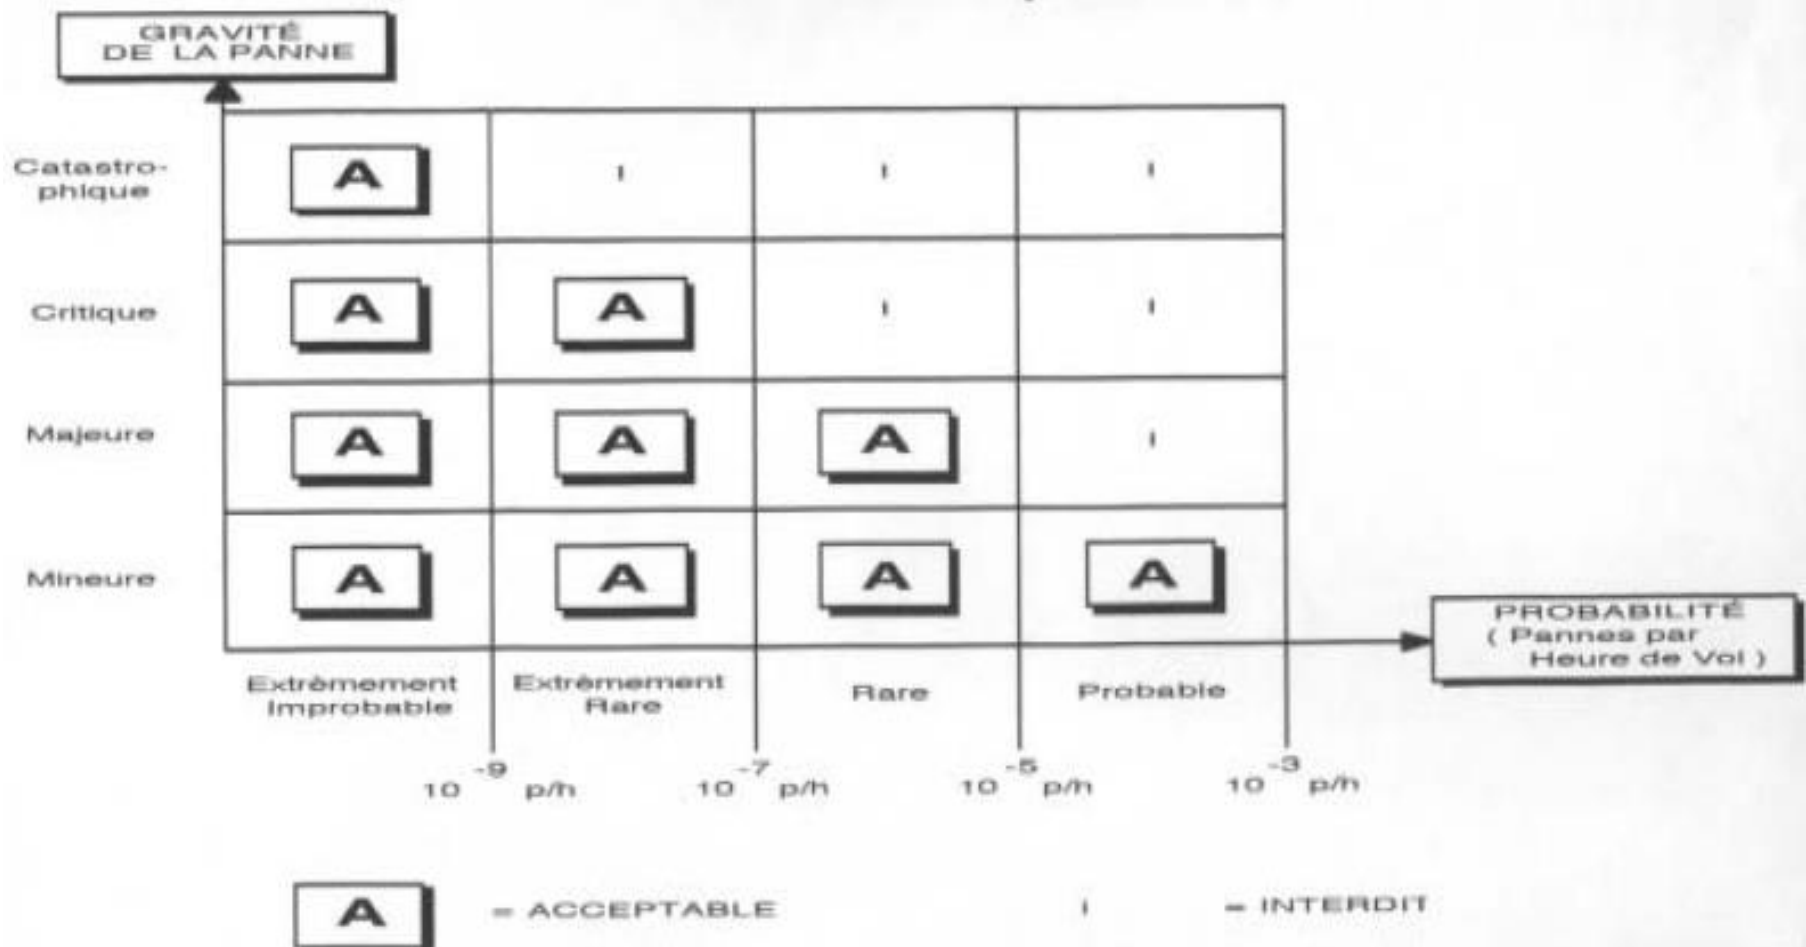 GRAVITÉ
DE LA PANNE
Catastro-
phique
A I I I
Critique
A A I I
Majeure
A A A I
Mineure
A A A A
PROBABILITÉ
( Pannes par
Heure de Vol )
Extrêmement
Improbable
Extrêmement
Rare
Rare
Probable
10 -9 p/h
10 -7 p/h
10 -5 p/h
10 -3 p/h
A = ACCEPTABLE
I = INTERDIT